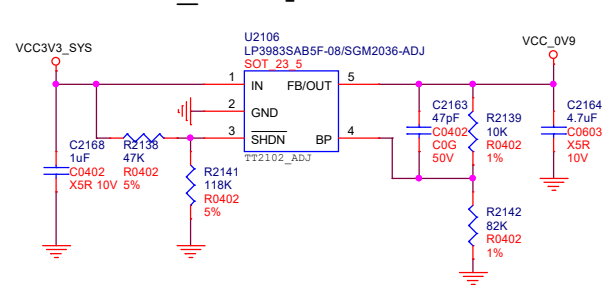 U2106
LP3983SAB5F-08/SGM2036-ADJ
SOT_23_5
VCC3V3_SYS
VCC_0V9
1
IN
FB/OUT
5
2
GND
3
SHDN
BP
4
TT2102_ADJ
C2168
1uF
C0402
X5R 10V
R2138
47K
R0402
5%
R2141
118K
R0402
5%
C2163
47pF
C0402
C0G
50V
R2139
10K
R0402
1%
C2164
4.7uF
C0603
X5R
10V
R2142
82K
R0402
1%